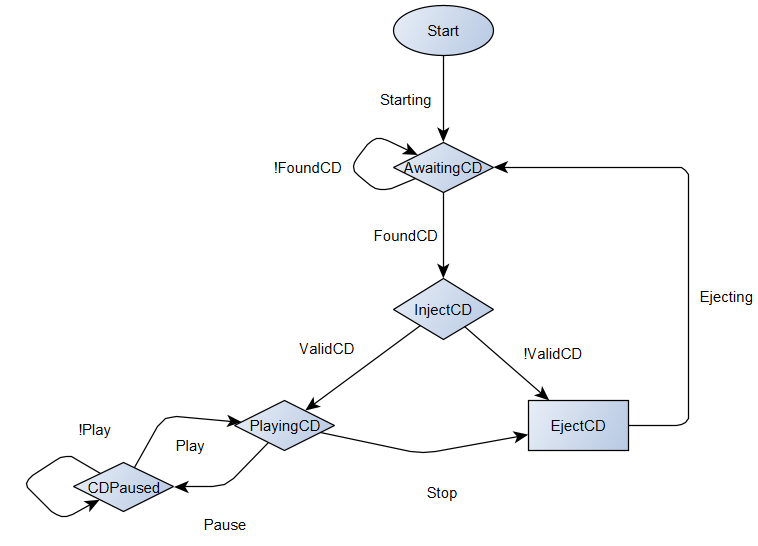 Start
Starting
!FoundCD
AwaitingCD
FoundCD
InjectCD
Ejecting
ValidCD
!ValidCD
!Play
Play
PlayingCD
EjectCD
CDPaused
Stop
Pause